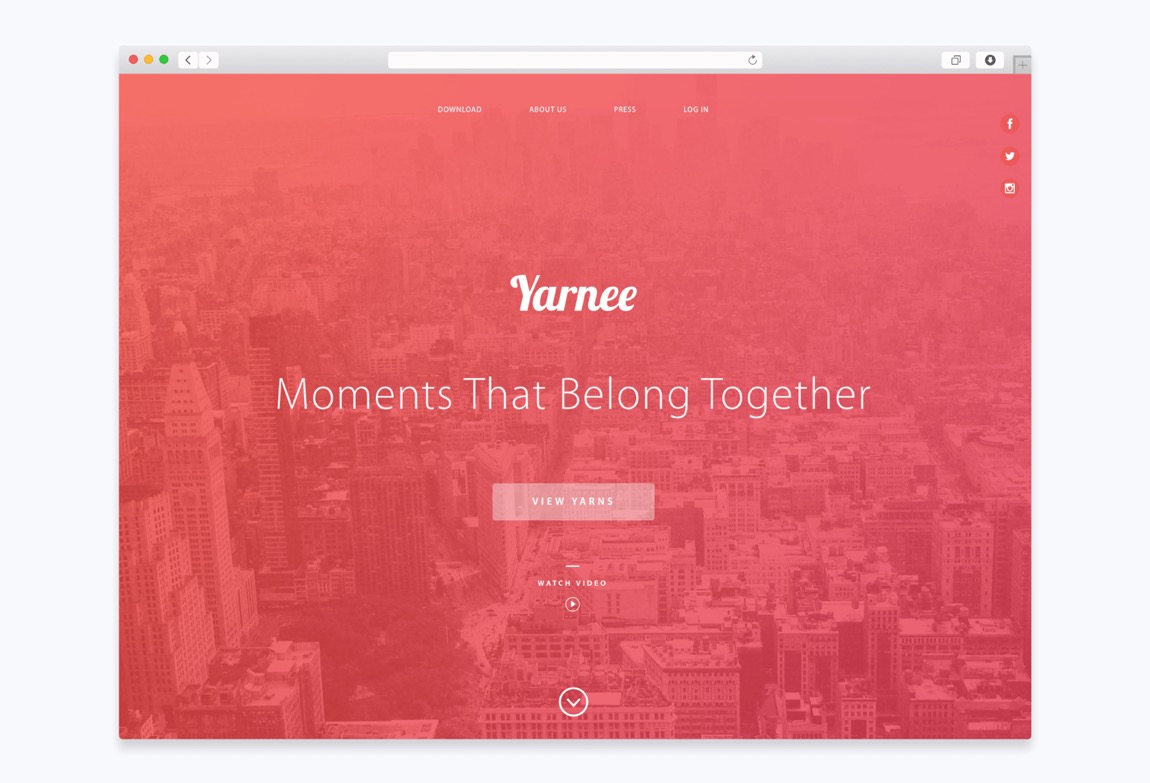 DOWNLOAD ABOUT US PRESS LOG IN
Yarnee
Moments That Belong Together
VIEW YARNS
WATCH VIDEO